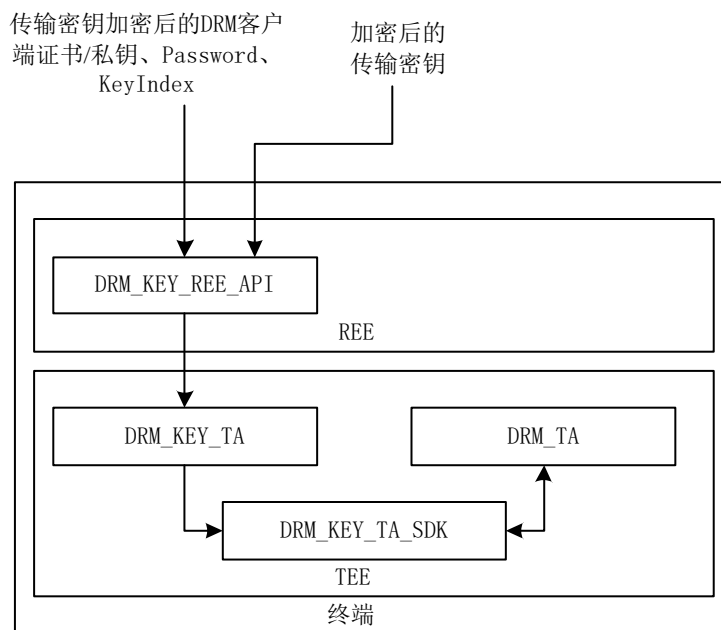 传输密钥加密后的DRM客
端证书/私钥、Password、
KeyIndex
加密后的
传输密钥
DRM_KEY_REE_API
REE
DRM_KEY_TA
DRM_TA
DRM_KEY_TA_SDK
TEE
终端